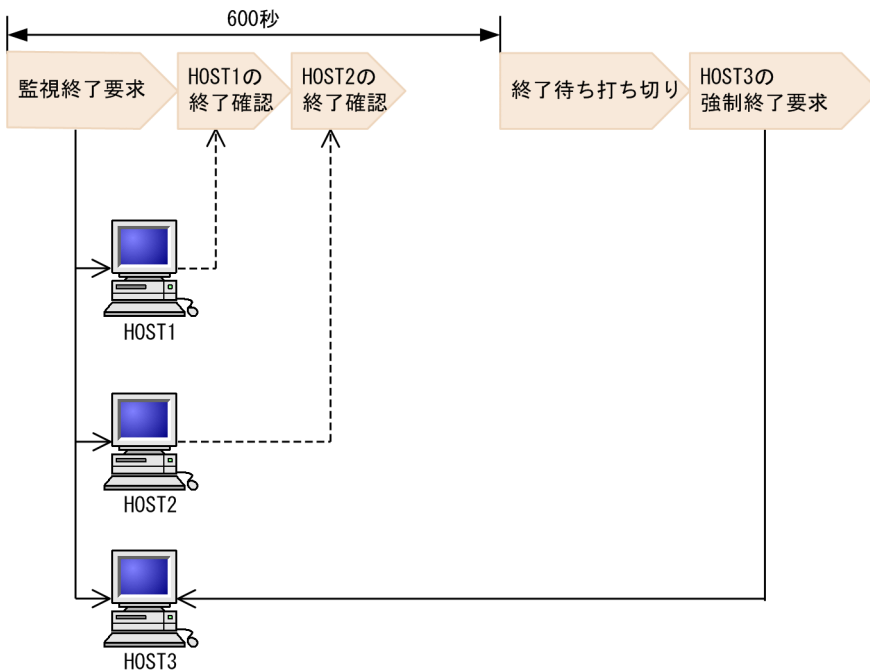 600秒
監視終了要求
HOST1の
終了確認
HOST2の
終了確認
終了待ち打ち切り
HOST3の
強制終了要求
HOST1
HOST2
HOST3